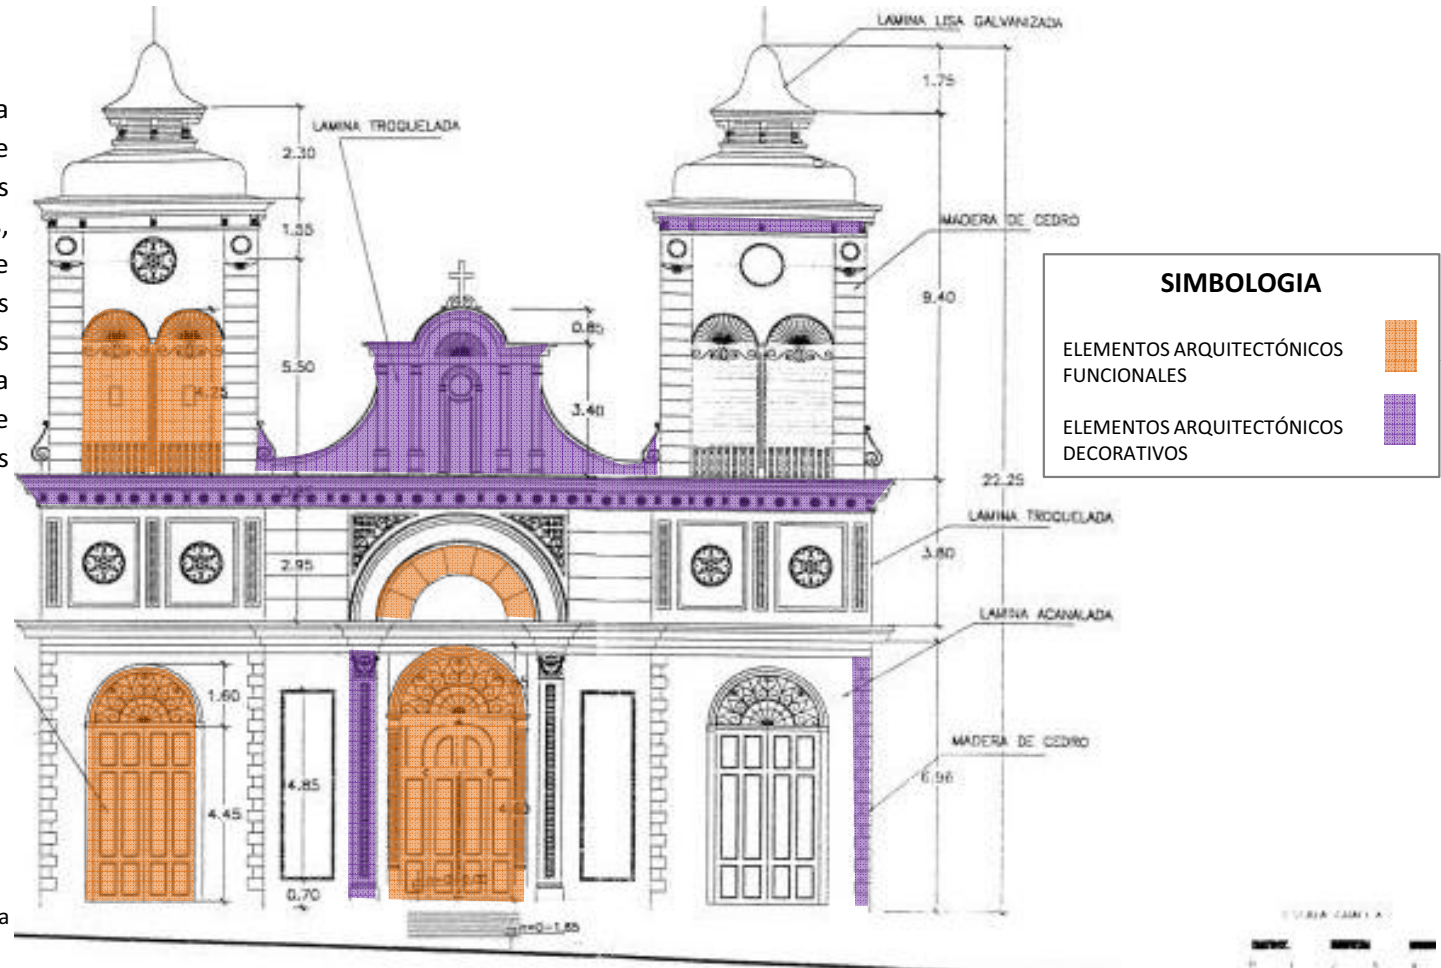 LAMINA LISA GALVANIZADA
1.75
a
LAMINA TROQUELADA
e
2.30
s
MADERA DE CEDRO
,
e
SIMBOLOGIA
9.40
s
0.85
s
ELEMENTOS ARQUITECTÓNICOS
FUNCIONALES
5.50
a
4.25
3.40
e
ELEMENTOS ARQUITECTÓNICOS
DECORATIVOS
s
22.25
LAMINA TROQUELADA
3.80
2.95
LAMINA ACANALADA
1.60
MADERA DE CEDRO
6.96
4.85
4.45
0.70
a